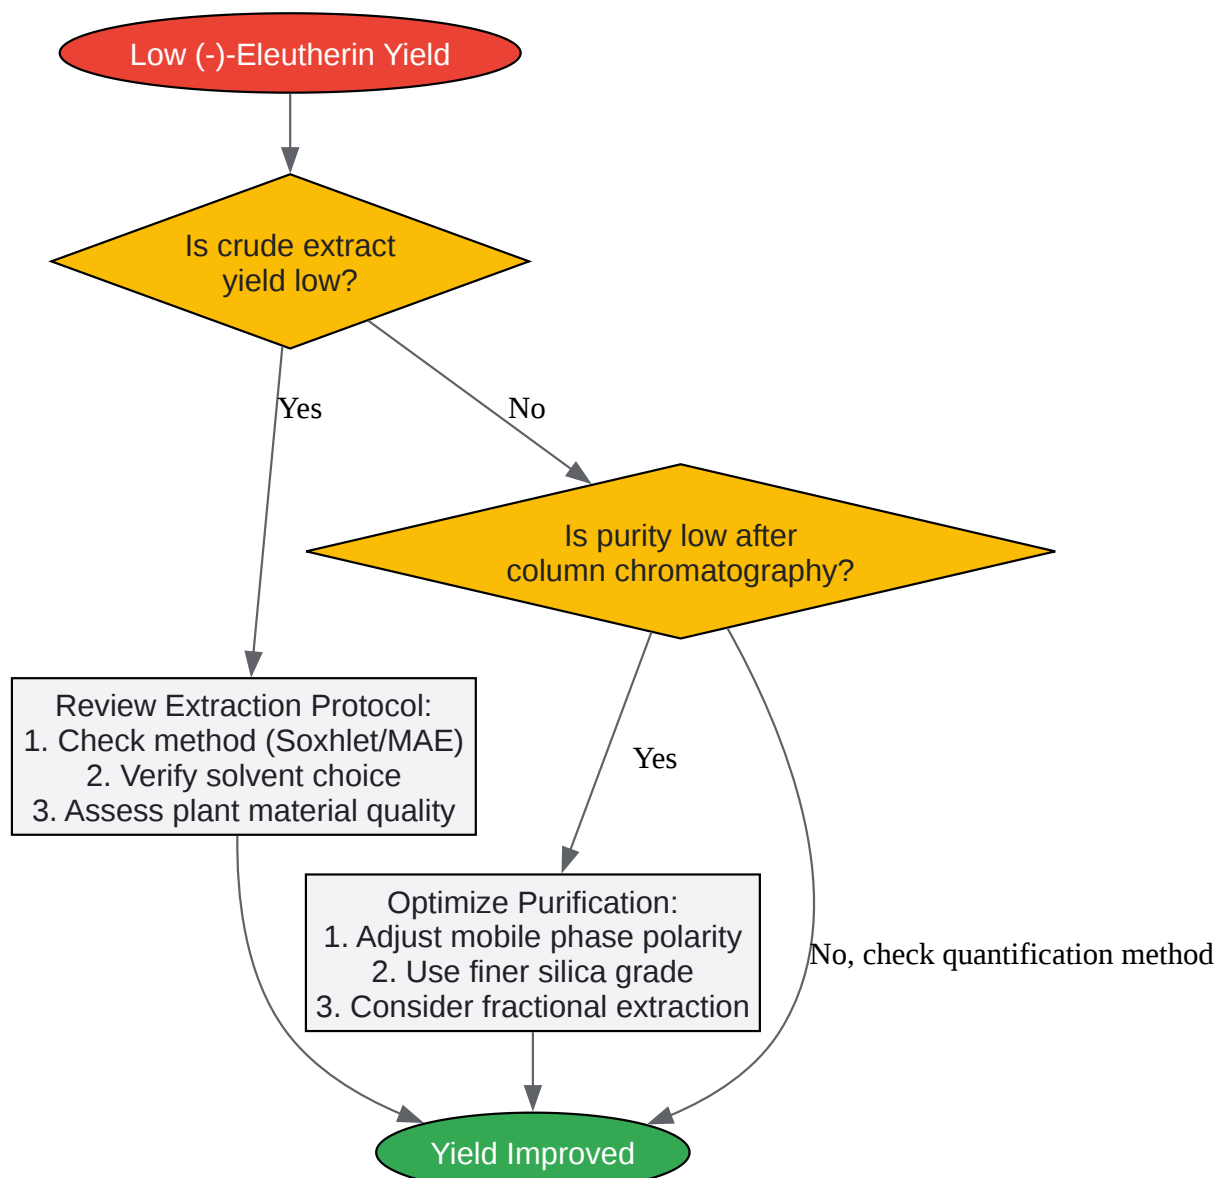 Low (-)-Eleutherin Yield
Is crude extract
yield low?
Yes
No
Is purity low after
column chromatography?
Review Extraction Protocol:
1. Check method (Soxhlet/MAE)
2. Verify solvent choice
3. Assess plant material quality
Yes
Optimize Purification:
1. Adjust mobile phase polarity
2. Use finer silica grade
3. Consider fractional extraction
No, check quantification method
Yield Improved